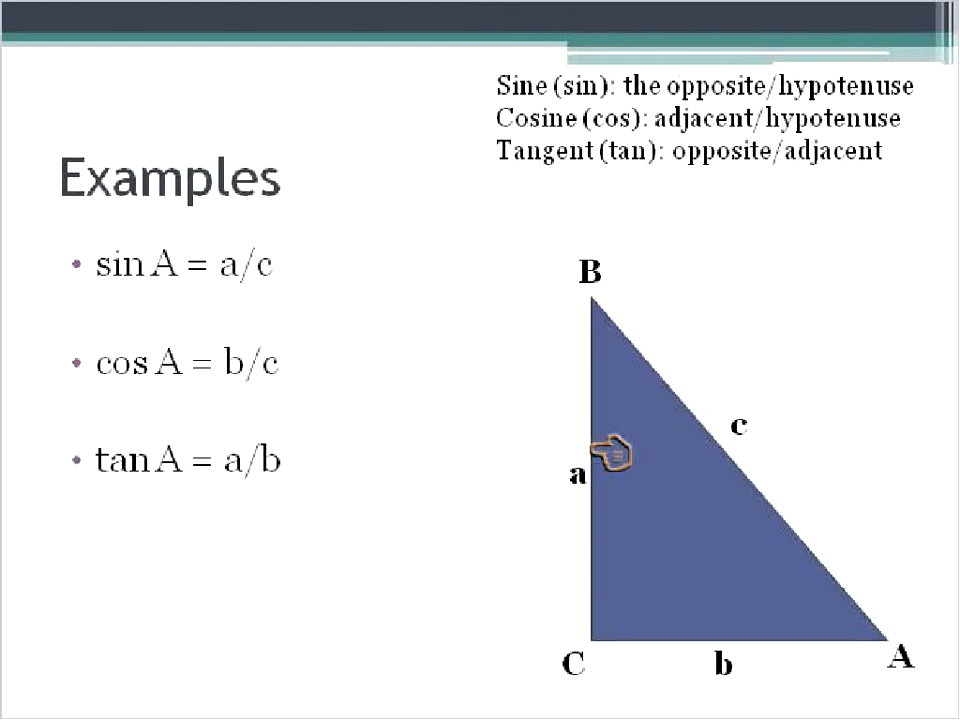 Sine (sin): the opposite/hypotenuse
Cosine (cos): adjacent/hypotenuse
Tangent (tan): opposite/adjacent
Examples
• sin A = a/c
• cos A = b/c
• tan A = a/b
B
c
a
C
b
A